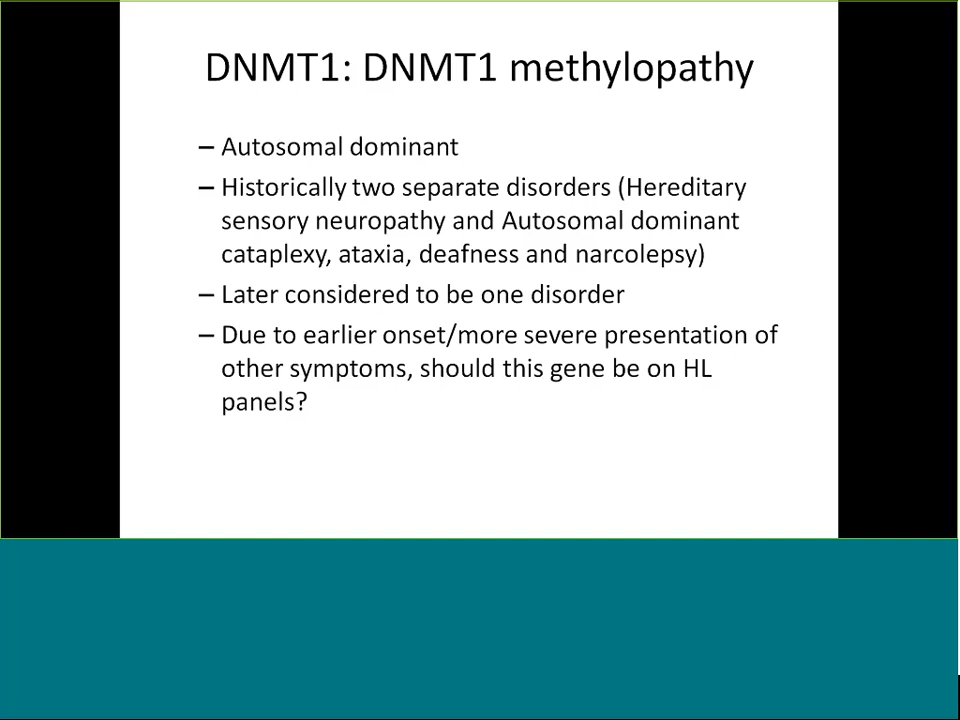 DNMT1: DNMT1 methylopathy
– Autosomal dominant
– Historically two separate disorders (Hereditary
sensory neuropathy and Autosomal dominant
cataplexy, ataxia, deafness and narcolepsy)
– Later considered to be one disorder
– Due to earlier onset/more severe presentation of
other symptoms, should this gene be on HL
panels?